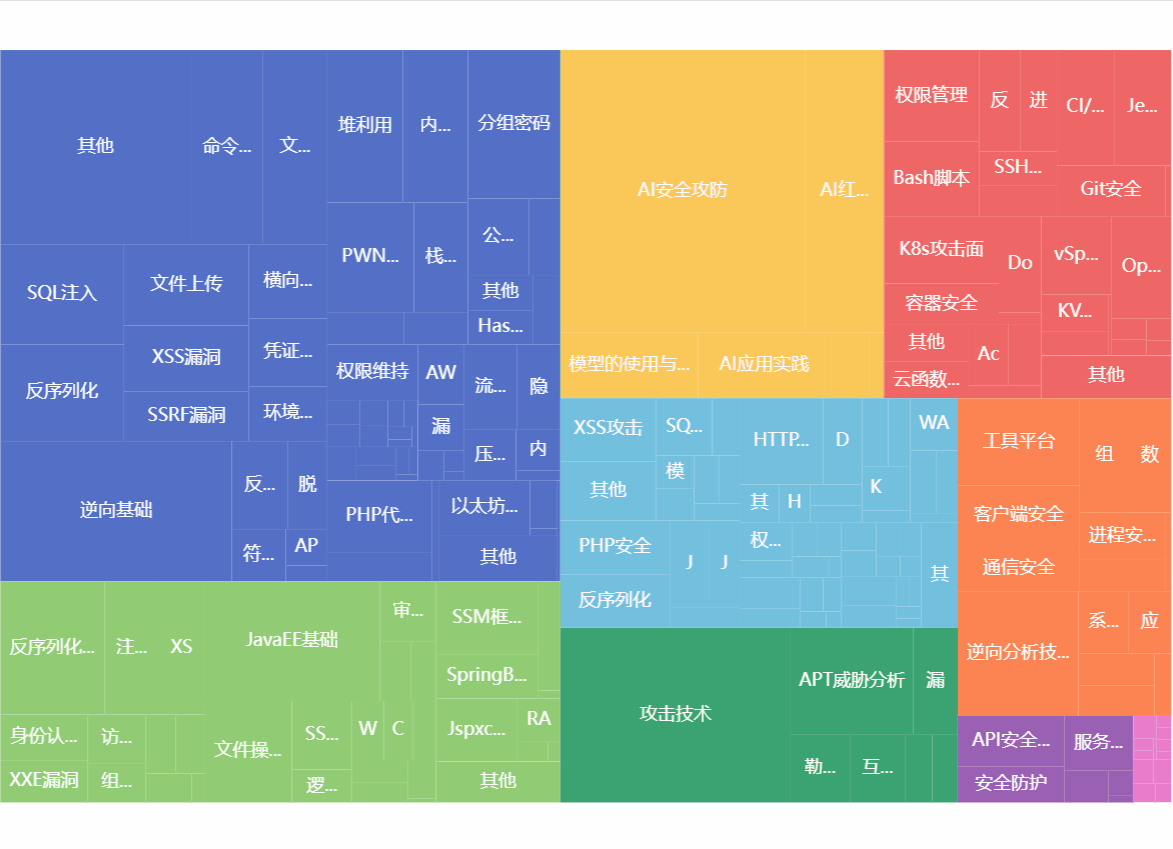 其他
命令...
文...
堆利用
内...
分组密码
PWN...
栈...
公...
其他
Has...
SQL注入
文件上传
横向...
反序列化
XSS漏洞
SSRF漏洞
凭证...
环境...
权限维持
AW
漏
流...
隐
压...
内
逆向基础
反...
脱
符...
AP
PHP代...
以太坊...
其他
AI安全攻防
AI红...
模型的使用与...
AI应用实践
权限管理
反
进
CI/...
Je...
Bash脚本
SSH...
Git安全
K8s攻击面
Do
vSp...
Op...
容器安全
KV...
其他
Ac
云函数...
其他
XSS攻击
SQ...
HTTP...
D
WA
其他
模
其
H
K
PHP安全
J
J
权...
其
反序列化
工具平台
组
数
客户端安全
进程安...
通信安全
逆向分析技...
系...
应
反序列化...
注...
XS
JavaEE基础
审...
SSM框...
SpringB...
身份认...
访...
文件操...
SS...
W
C
Jspxc...
RA
XXE漏洞
组...
逻...
其他
攻击技术
APT威胁分析
漏
勒...
互...
API安全...
服务...
安全防护